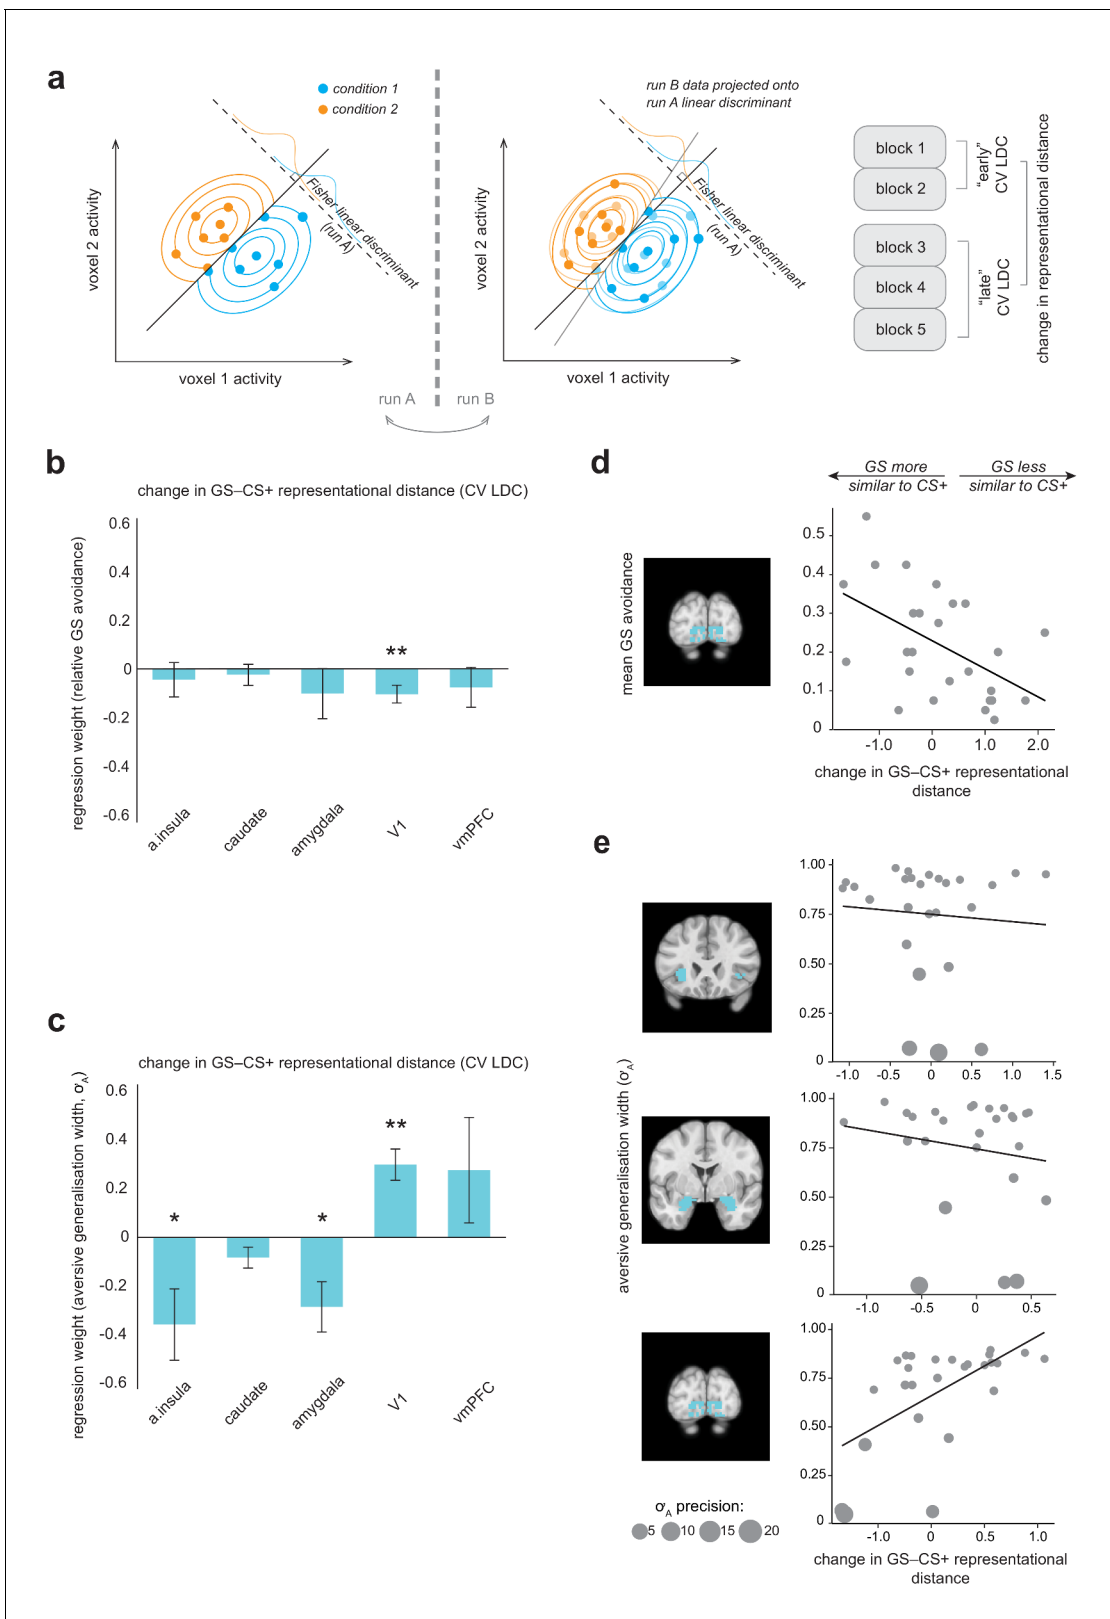 a
condition 1
condition 2
Fisher linear discriminant
(run A)
voxel 2 activity
voxel 1 activity
run A
run B
run B data projected onto
run A linear discriminant
Fisher linear discriminant
(run A)
voxel 2 activity
voxel 1 activity
block 1
block 2
block 3
block 4
block 5
"early"
CV LDC
"late"
CV LDC
change in representational distance
b
change in GS–CS+ representational distance (CV LDC)
regression weight (relative GS avoidance)
0.6
0.4
0.2
0
-0.2
-0.4
-0.6
**
a.insula
caudate
amygdala
V1
vmPFC
c
change in GS–CS+ representational distance (CV LDC)
regression weight (aversive generalisation width, σA)
0.6
0.4
0.2
0
-0.2
-0.4
-0.6
*
*
**
a.insula
caudate
amygdala
V1
vmPFC
d
GS more
similar to CS+
GS less
similar to CS+
mean GS avoidance
0.5
0.4
0.3
0.2
0.1
0
-1.0
0
1.0
2.0
change in GS–CS+ representational
distance
e
aversive generalisation width (σA)
1.00
0.75
0.50
0.25
0
-1.0
-0.5
0
0.5
1.0
1.5
1.00
0.75
0.50
0.25
0
-1.0
-0.5
0
0.5
1.00
0.75
0.50
0.25
0
-1.0
0
0.5
1.0
change in GS–CS+ representational
distance
σA precision:
5
10
15
20